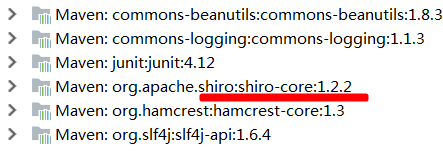 Maven: commons-beanutils:commons-beanutils:1.8.3
Maven: commons-logging:commons-logging:1.1.3
Maven: junit:junit:4.12
Maven: org.apache.shiro:shiro-core:1.2.2
Maven: org.hamcrest:hamcrest-core:1.3
Maven: org.slf4j:slf4j-api:1.6.4